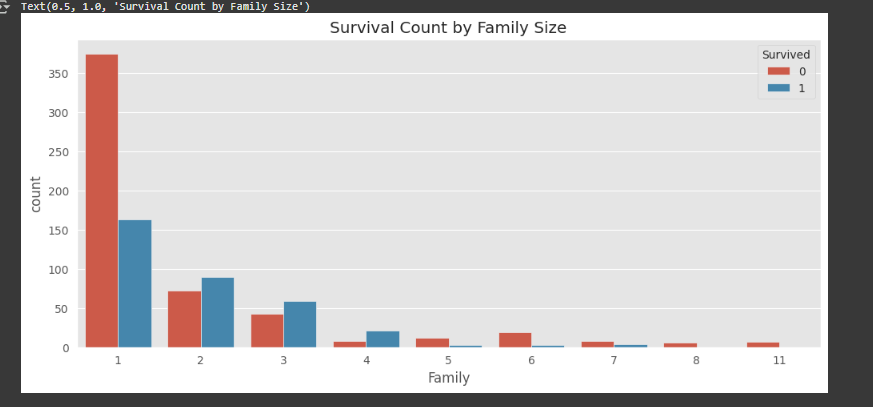 Text(0.5, 1.0, 'Survival Count by Family Size')
Survival Count by Family Size
Survived
0
1
350
300
250
200
150
100
50
0
count
1 2 3 4 5 6 7 8 11
Family